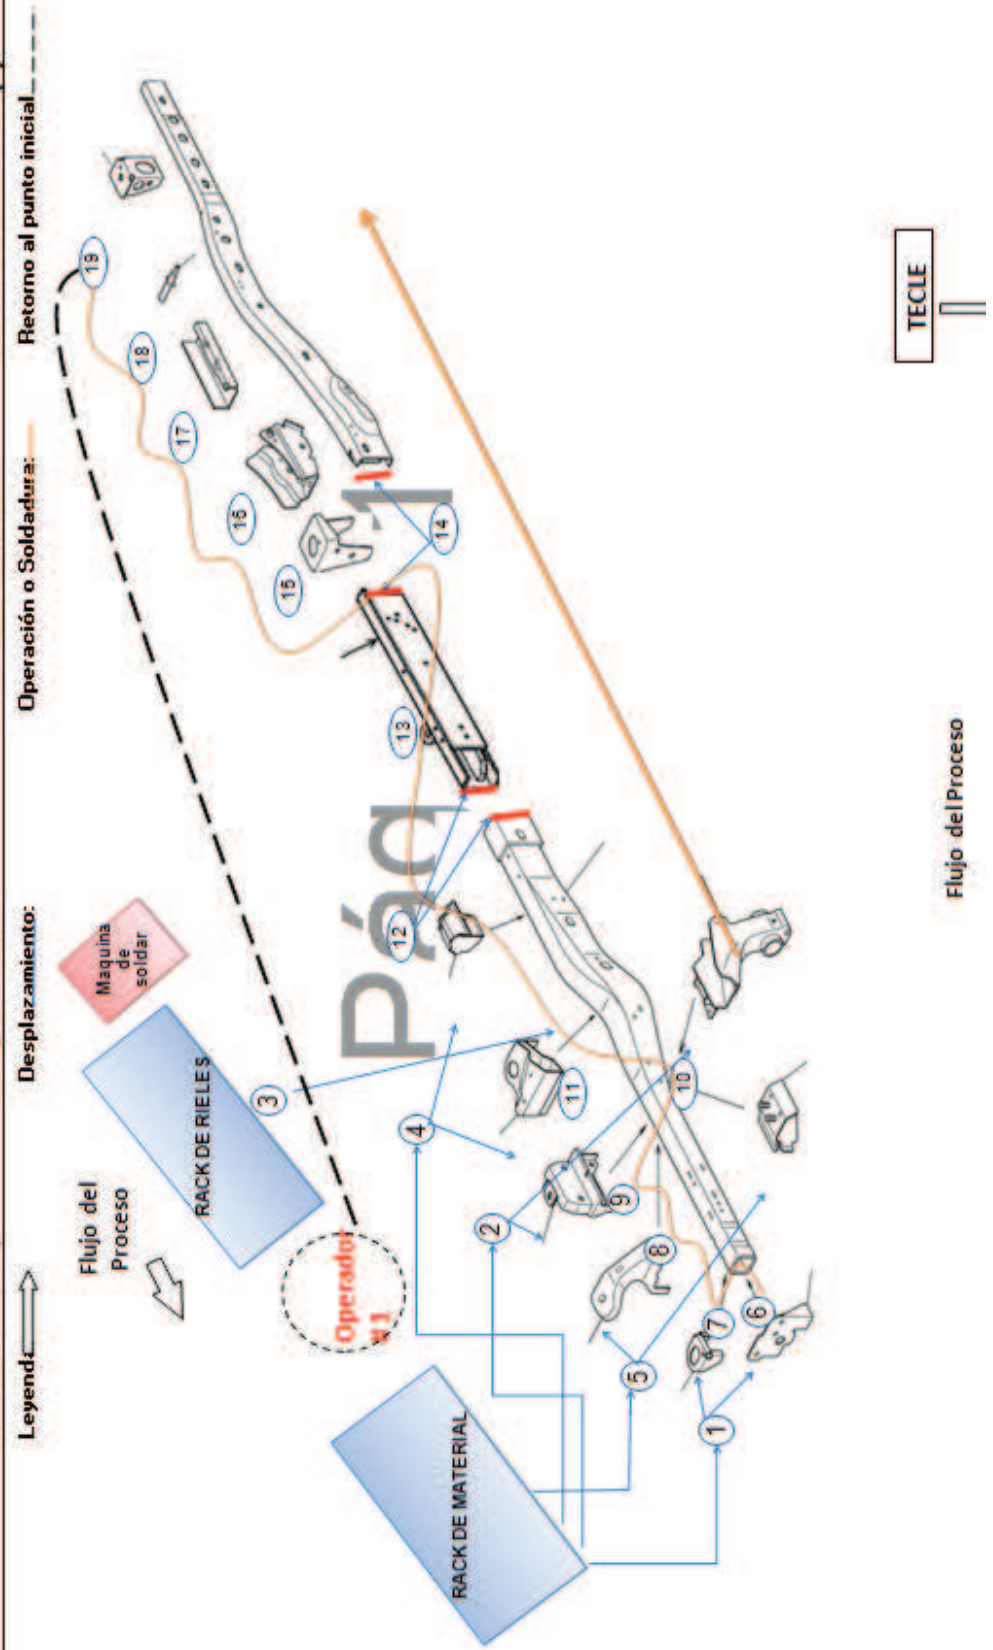 Leyenda
Desplazamiento:
Operación o Soldadura:
Retorno al punto inicial
Flujo del
Proceso
RACK DE RIELES
Maquina
de
soldar
Operador
#1
RACK DE MATERIAL
Pág
1
1
2
3
4
5
6
7
8
9
10
11
12
13
14
15
16
17
18
19
TECLE
Flujo del Proceso